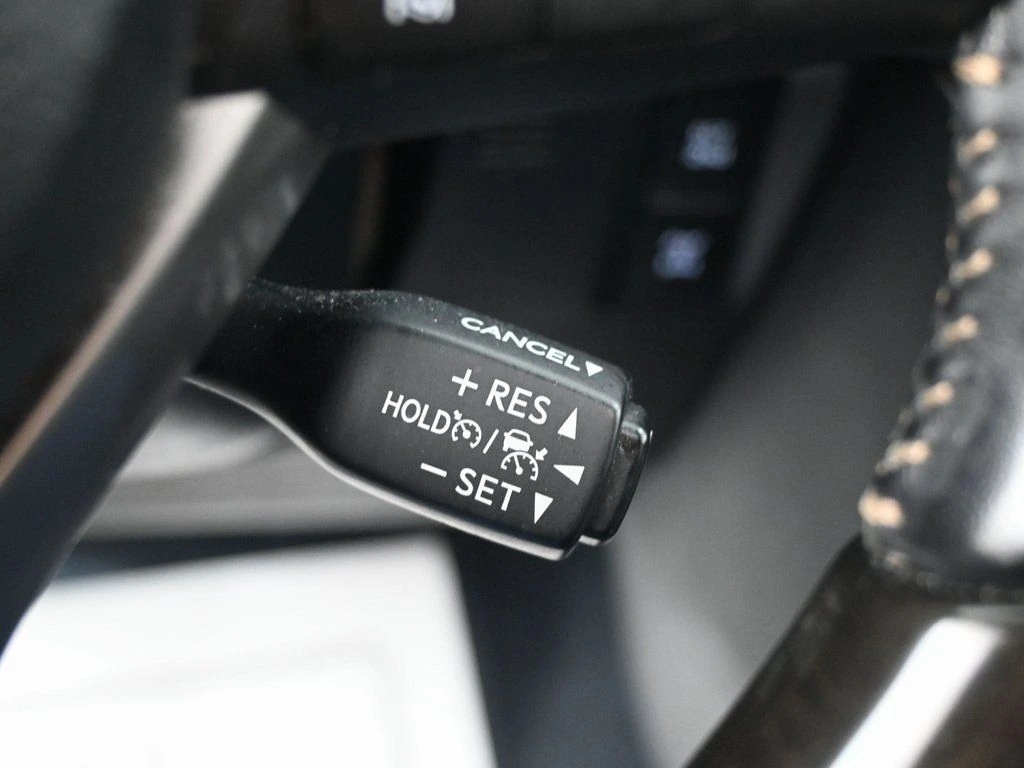 CANCEL▼
+ RES ▲
HOLD / ◀
− SET ▼